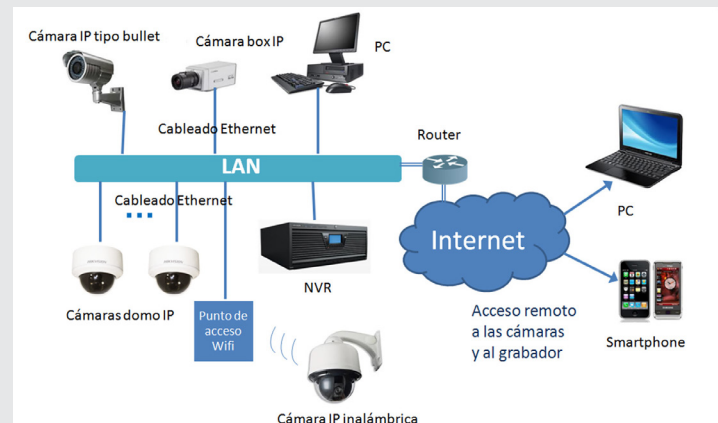 Cámara IP tipo bullet
Cámara box IP
PC
Cableado Ethernet
Router
LAN
Cableado Ethernet
PC
Internet
NVR
Cámaras domo IP
Punto de
acceso
Wifi
Acceso remoto
a las cámaras
y al grabador
Smartphone
Cámara IP inalámbrica